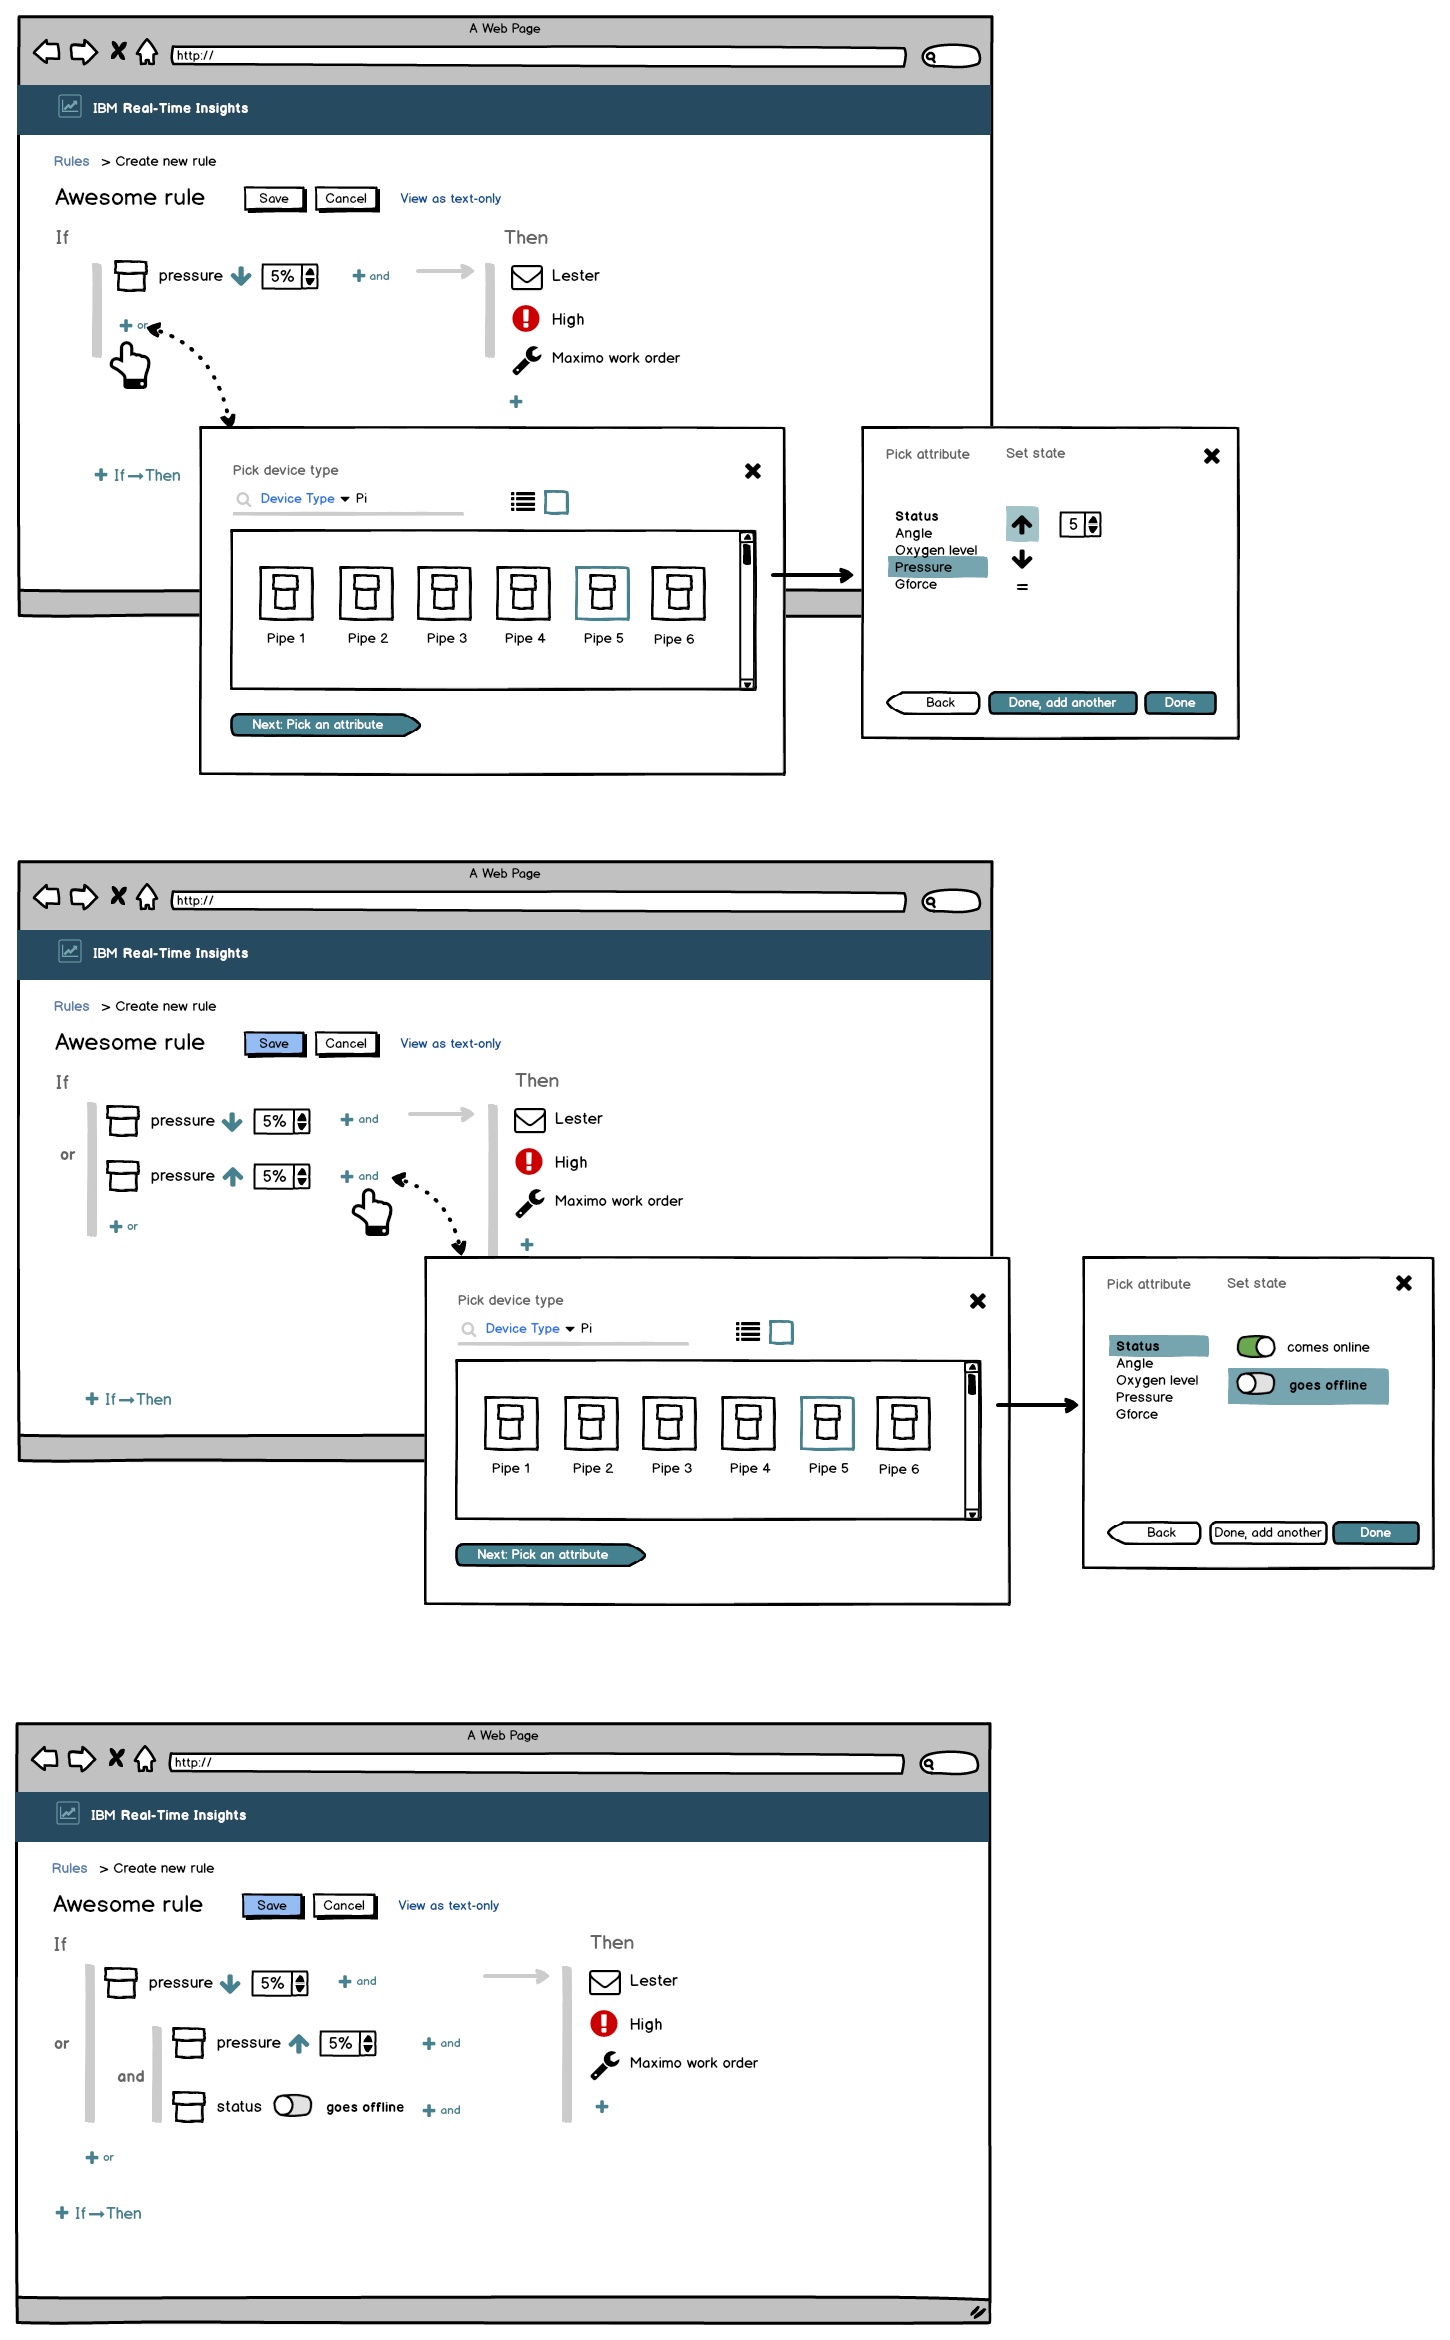 A Web Page
http://
IBM Real-Time Insights
Rules > Create new rule
Awesome rule Save Cancel View as text-only
If Then
pressure 5% + and Lester
+ or High
Maximo work order
+
+ If→Then
Pick device type
Device Type Pi
Pipe 1 Pipe 2 Pipe 3 Pipe 4 Pipe 5 Pipe 6
Next: Pick an attribute
Pick attribute Set state
Status
Angle
Oxygen level
Pressure
Gforce
5
=
Back Done, add another Done
A Web Page
http://
IBM Real-Time Insights
Rules > Create new rule
Awesome rule Save Cancel View as text-only
If Then
pressure 5% + and Lester
or
pressure 5% + and High
Maximo work order
+ or
+
+ If→Then
Pick device type
Device Type Pi
Pipe 1 Pipe 2 Pipe 3 Pipe 4 Pipe 5 Pipe 6
Next: Pick an attribute
Pick attribute Set state
Status
Angle
Oxygen level
Pressure
Gforce
comes online
goes offline
Back Done, add another Done
A Web Page
http://
IBM Real-Time Insights
Rules > Create new rule
Awesome rule Save Cancel View as text-only
If Then
pressure 5% + and Lester
or pressure 5% + and High
and Maximo work order
status goes offline + and +
+ or
+ If→Then